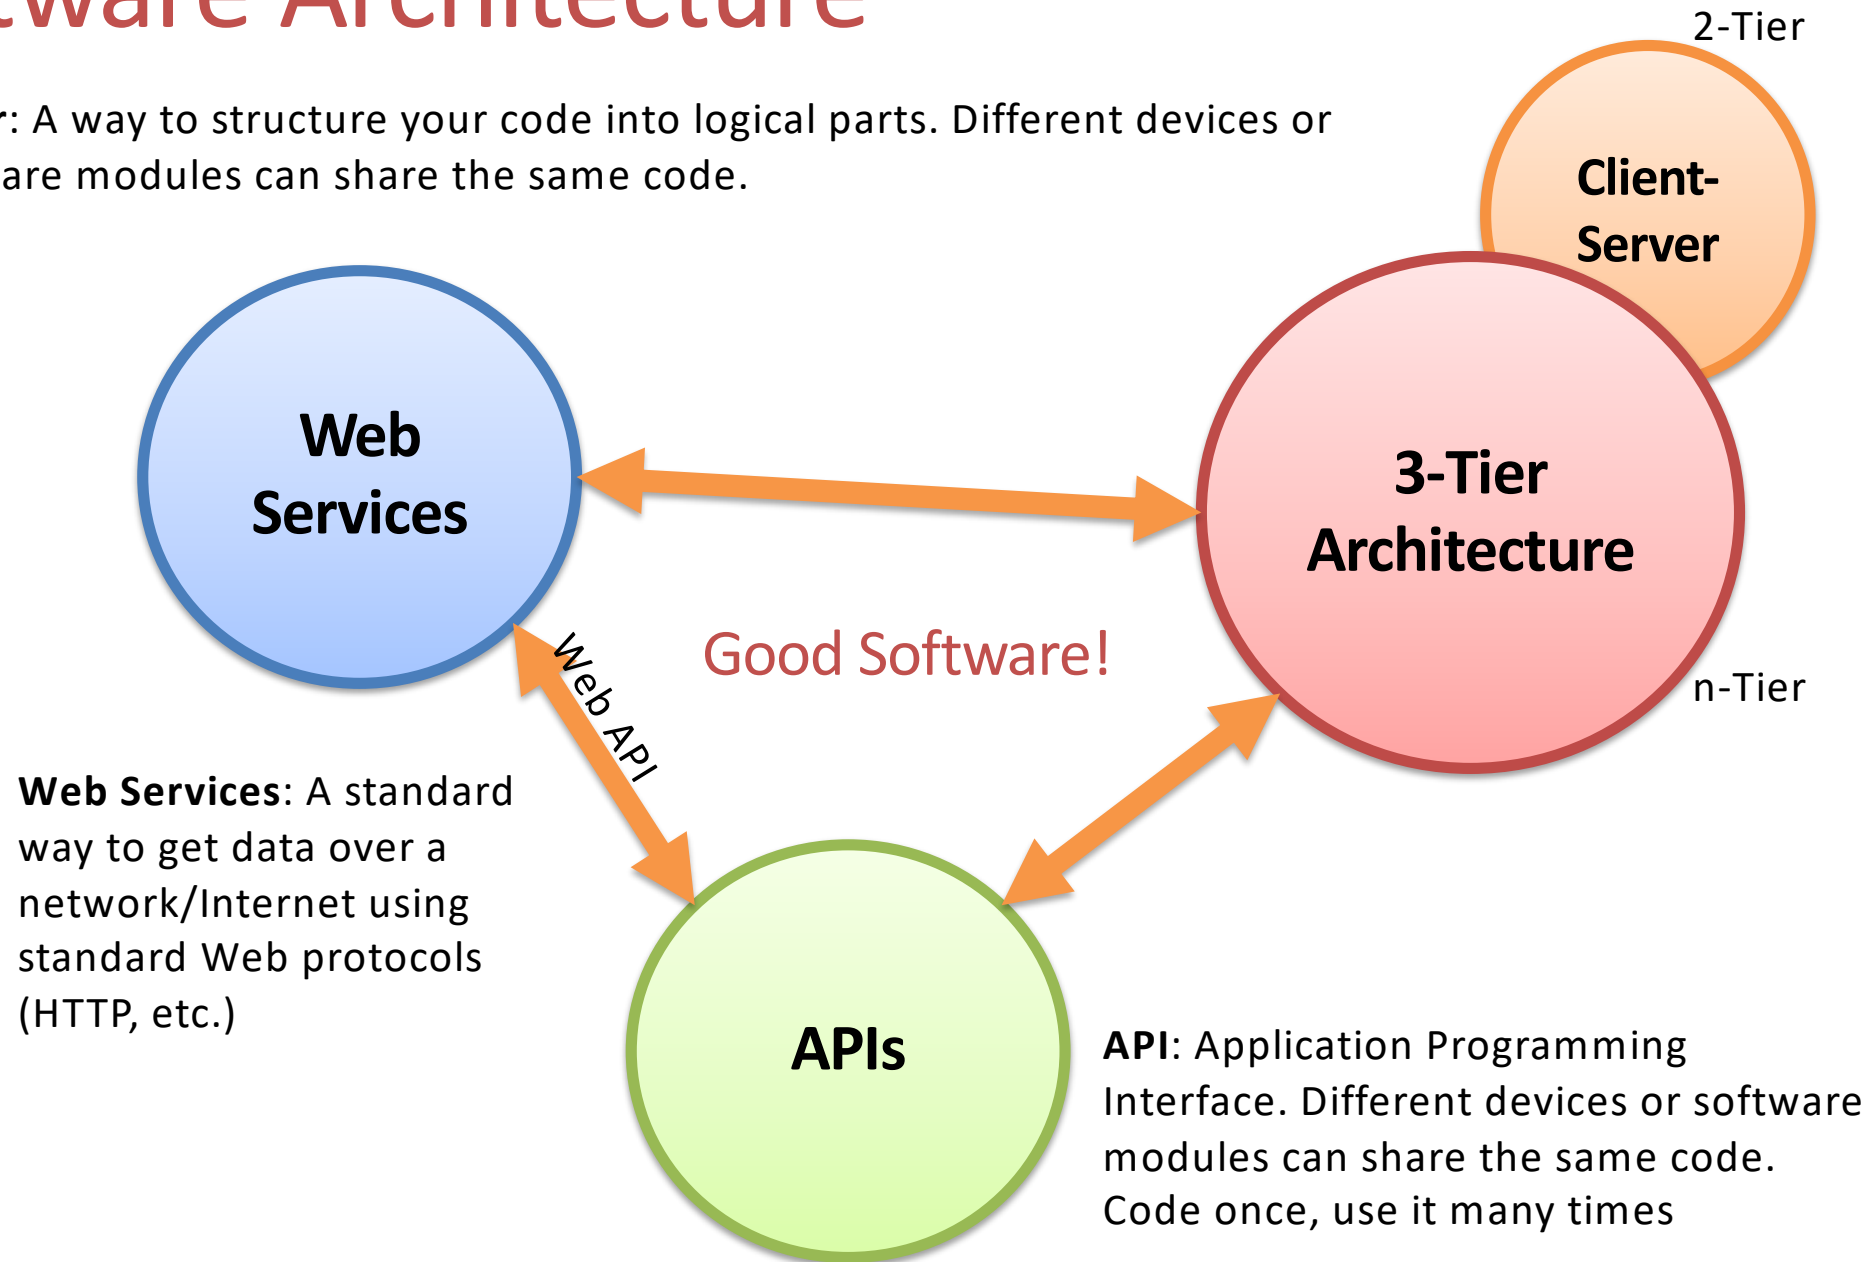 tware Architecture
2-Tier
r: A way to structure your code into logical parts. Different devices or
are modules can share the same code.
Client-
Server
Web
Services
3-Tier
Architecture
Good Software!
Web API
n-Tier
Web Services: A standard
way to get data over a
network/Internet using
standard Web protocols
(HTTP, etc.)
APIs
API: Application Programming
Interface. Different devices or software
modules can share the same code.
Code once, use it many times